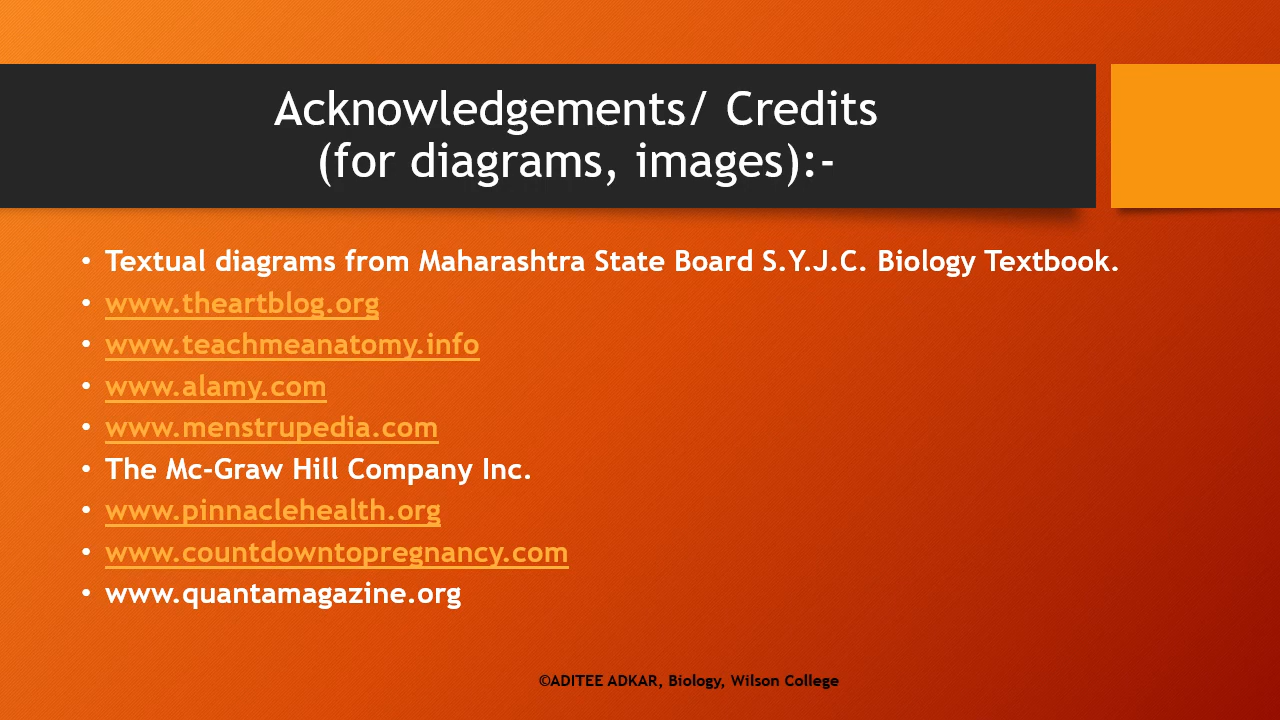 Acknowledgements/ Credits
(for diagrams, images):-
• Textual diagrams from Maharashtra State Board S.Y.J.C. Biology Textbook.
• www.theartblog.org
• www.teachmeanatomy.info
• www.alamy.com
• www.menstrupedia.com
• The Mc-Graw Hill Company Inc.
• www.pinnaclehealth.org
• www.countdowntopregnancy.com
• www.quantamagazine.org
©ADITEE ADKAR, Biology, Wilson College